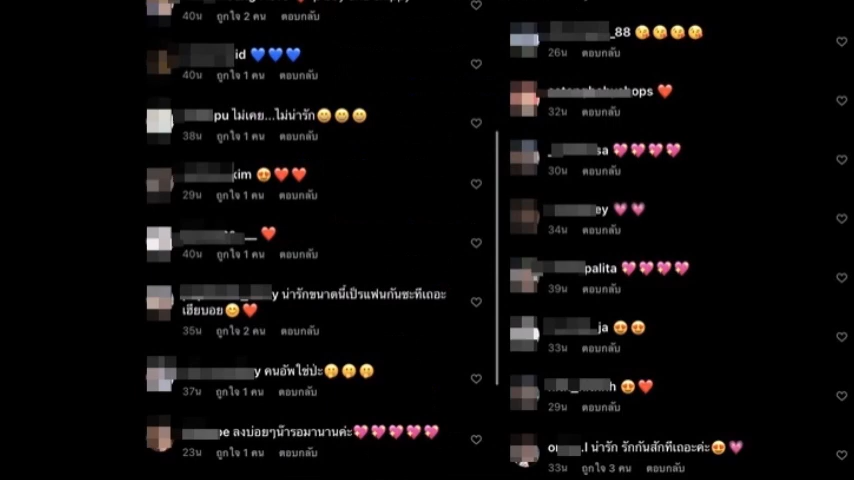 40น ถูกใจ 2 คน ตอบกลับ
id 💙💙💙
40น ถูกใจ 1 คน ตอบกลับ
pu ไม่เคย...ไม่น่ารัก😀😀😀
38น ถูกใจ 1 คน ตอบกลับ
kim 😍❤️❤️
29น ถูกใจ 1 คน ตอบกลับ
❤️
40น ถูกใจ 1 คน ตอบกลับ
y น่ารักขนาดนี้เป็รแฟนกันซะทีเถอะ
เฮียบอย😊❤️
35น ถูกใจ 2 คน ตอบกลับ
y คนอัพใช่ป่ะ🤭🤭🤭
37น ถูกใจ 1 คน ตอบกลับ
pe ลงบ่อยๆน๊ารอมานานค่ะ💖💖💖💖💖
23น ถูกใจ 1 คน ตอบกลับ
_88 😘😘😘😘
26น ตอบกลับ
ops ❤️
32น ตอบกลับ
sa 💖💖💖💖
30น ตอบกลับ
ey 💗💗
34น ตอบกลับ
palita 💖💖💖💖
39น ตอบกลับ
ja 😍😍
33น ตอบกลับ
h 😍❤️
29น ตอบกลับ
or .l น่ารัก รักกันสักทีเถอะค่ะ😍💗
33น ถูกใจ 3 คน ตอบกลับ